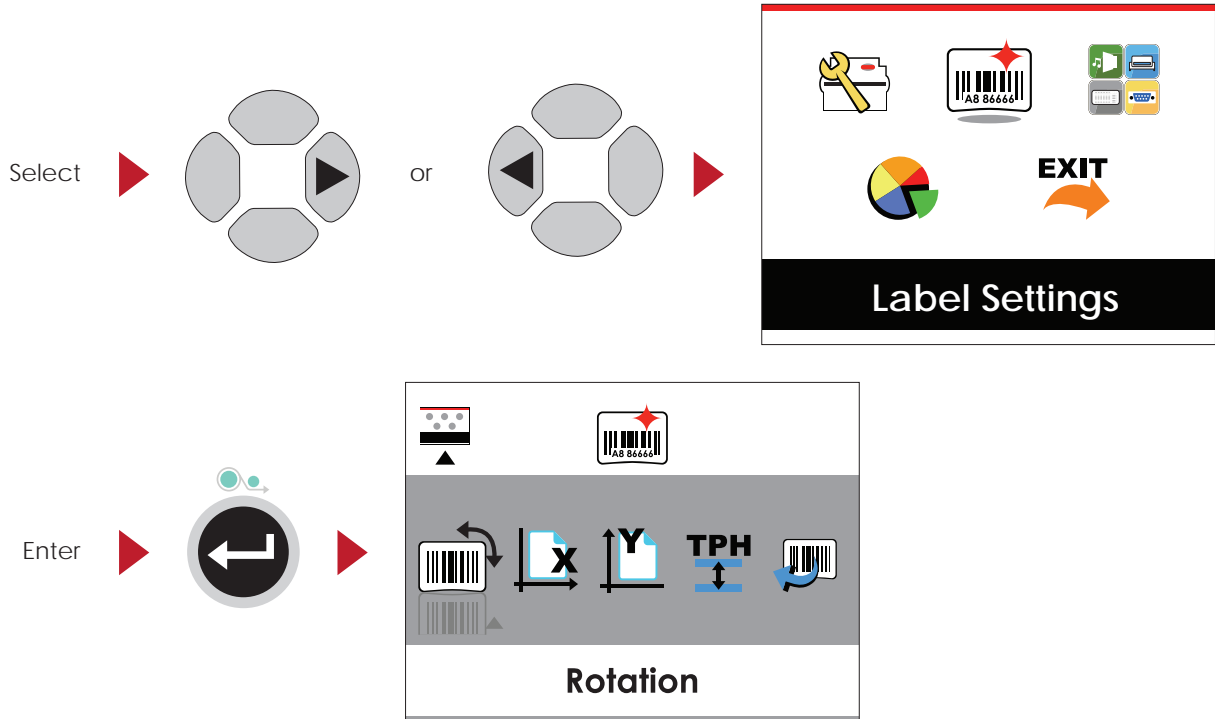 A8 86666
EXIT
Select
or
Label Settings
A8 86666
Enter
X
Y
TPH
Rotation